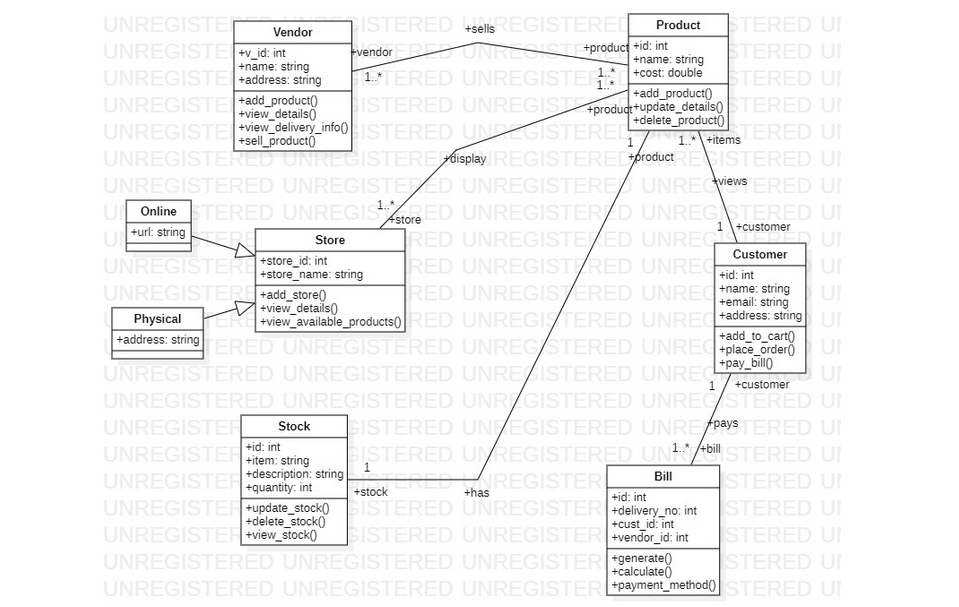 Vendor
+v_id: int
+name: string
+address: string
+add_product()
+view_details()
+view_delivery_info()
+sell_product()
+vendor
1..*
+sells
+product
1..*
Product
+id: int
+name: string
+cost: double
+add_product()
+update_details()
+delete_product()
1..*
+product
+display
1..*
+store
1
+product
1..*
+items
+views
1
+customer
Online
+url: string
Physical
+address: string
Store
+store_id: int
+store_name: string
+add_store()
+view_details()
+view_available_products()
Customer
+id: int
+name: string
+email: string
+address: string
+add_to_cart()
+place_order()
+pay_bill()
1
+customer
+pays
1..*
+bill
Stock
+id: int
+item: string
+description: string
+quantity: int
+update_stock()
+delete_stock()
+view_stock()
1
+stock
+has
Bill
+id: int
+delivery_no: int
+cust_id: int
+vendor_id: int
+generate()
+calculate()
+payment_method()
UNREGISTERED UNREGISTERED UNREGISTERED UNREGISTERED